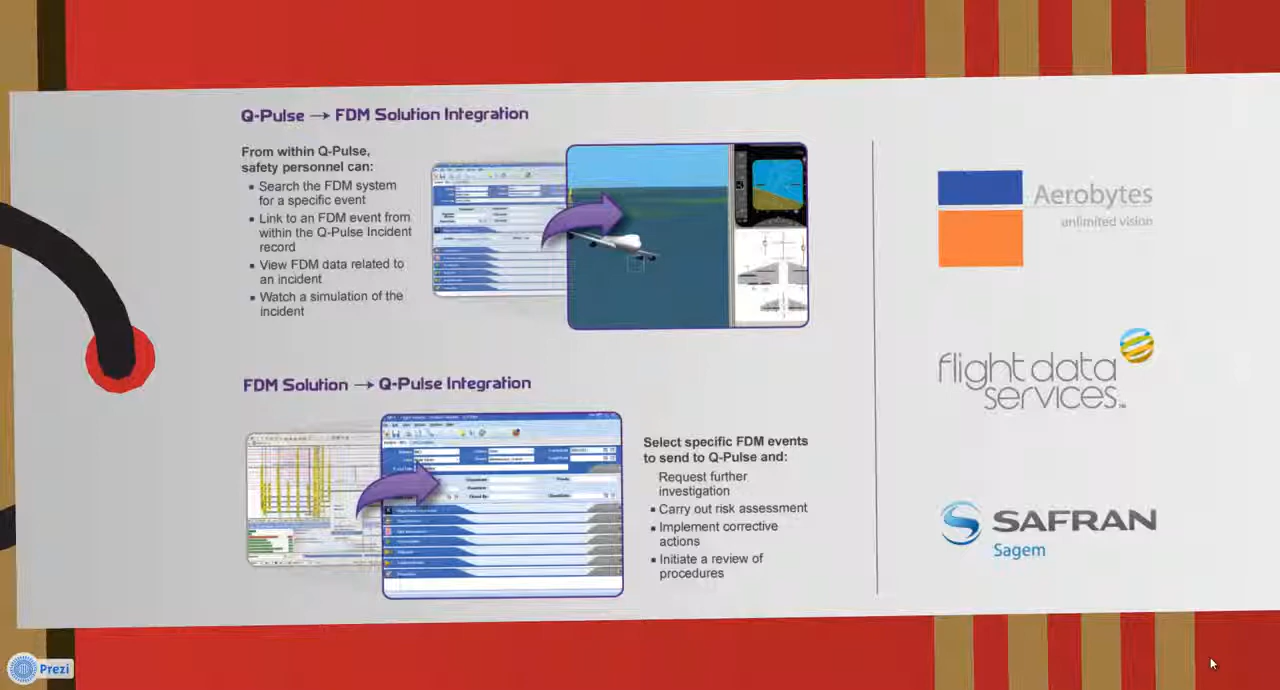 Q-Pulse → FDM Solution Integration
From within Q-Pulse,
safety personnel can:
▪ Search the FDM system
for a specific event
▪ Link to an FDM event from
within the Q-Pulse Incident
record
▪ View FDM data related to
an incident
▪ Watch a simulation of the
incident
FDM Solution → Q-Pulse Integration
Select specific FDM events
to send to Q-Pulse and:
Request further
investigation
▪ Carry out risk assessment
▪ Implement corrective
actions
▪ Initiate a review of
procedures
Aerobytes
unlimited vision
flight data
services™
SAFRAN
Sagem
Prezi